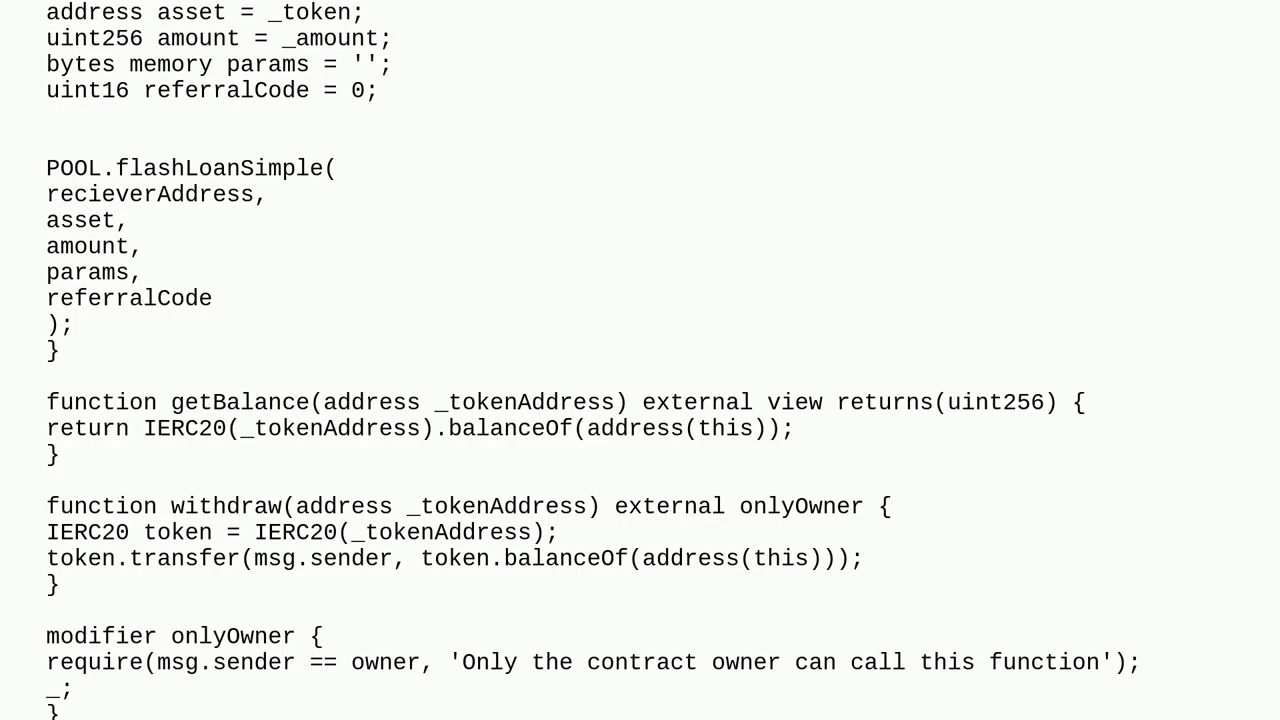 address asset = _token;
uint256 amount = _amount;
bytes memory params = '';
uint16 referralCode = 0;
POOL.flashLoanSimple(
recieverAddress,
asset,
amount,
params,
referralCode
);
}
function getBalance(address _tokenAddress) external view returns(uint256) {
return IERC20(_tokenAddress).balanceOf(address(this));
}
function withdraw(address _tokenAddress) external onlyOwner {
IERC20 token = IERC20(_tokenAddress);
token.transfer(msg.sender, token.balanceOf(address(this)));
}
modifier onlyOwner {
require(msg.sender == owner, 'Only the contract owner can call this function');
_;
}